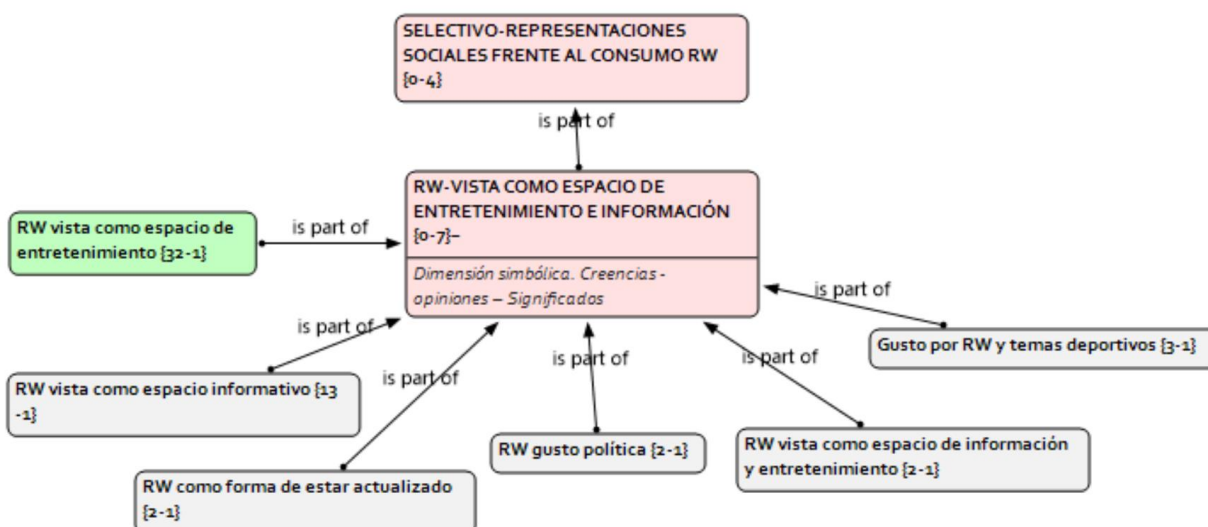 SELECTIVO-REPRESENTACIONES
SOCIALES FRENTE AL CONSUMO RW
{0-4}
is part of
RW-VISTA COMO ESPACIO DE
ENTRETENIMIENTO E INFORMACIÓN
{0-7}–
Dimensión simbólica. Creencias -
opiniones – Significados
RW vista como espacio de
entretenimiento {32-1}
is part of
is part of
Gusto por RW y temas deportivos {3-1}
is part of
RW vista como espacio informativo {13
-1}
is part of
RW como forma de estar actualizado
{2-1}
is part of
RW gusto política {2-1}
is part of
RW vista como espacio de información
y entretenimiento {2-1}